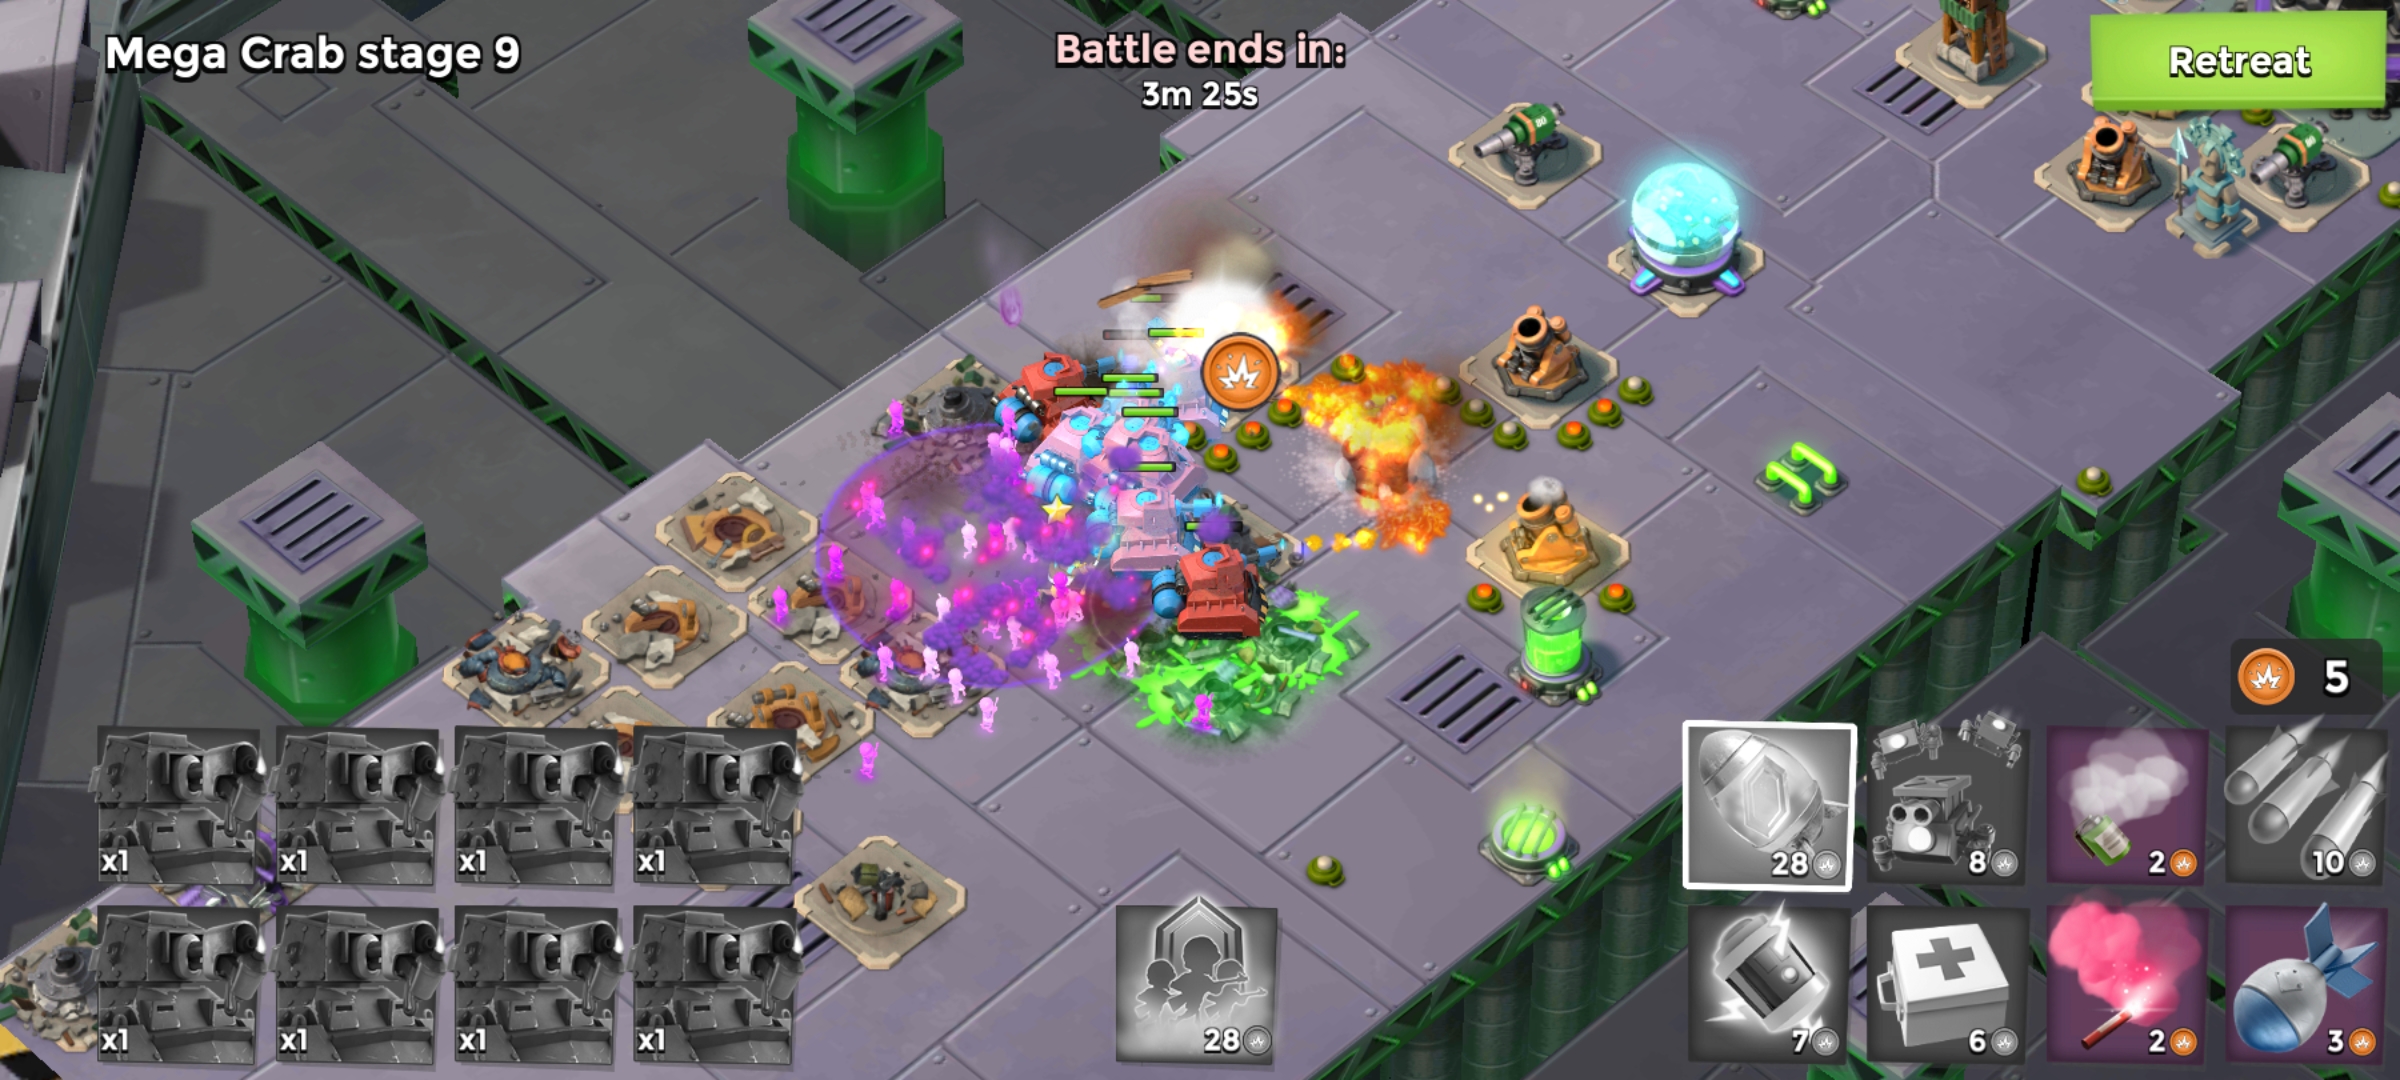 Mega Crab stage 9
Battle ends in:
3m 25s
Retreat
5
x1
x1
x1
x1
28
8
2
10
x1
x1
x1
x1
28
7
6
2
3